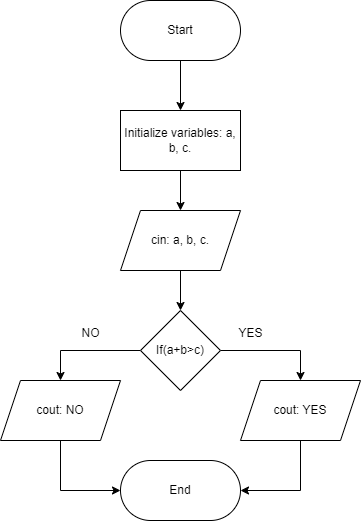 Start
Initialize variables: a,
b, c.
cin: a, b, c.
If(a+b>c)
NO
YES
cout: NO
cout: YES
End